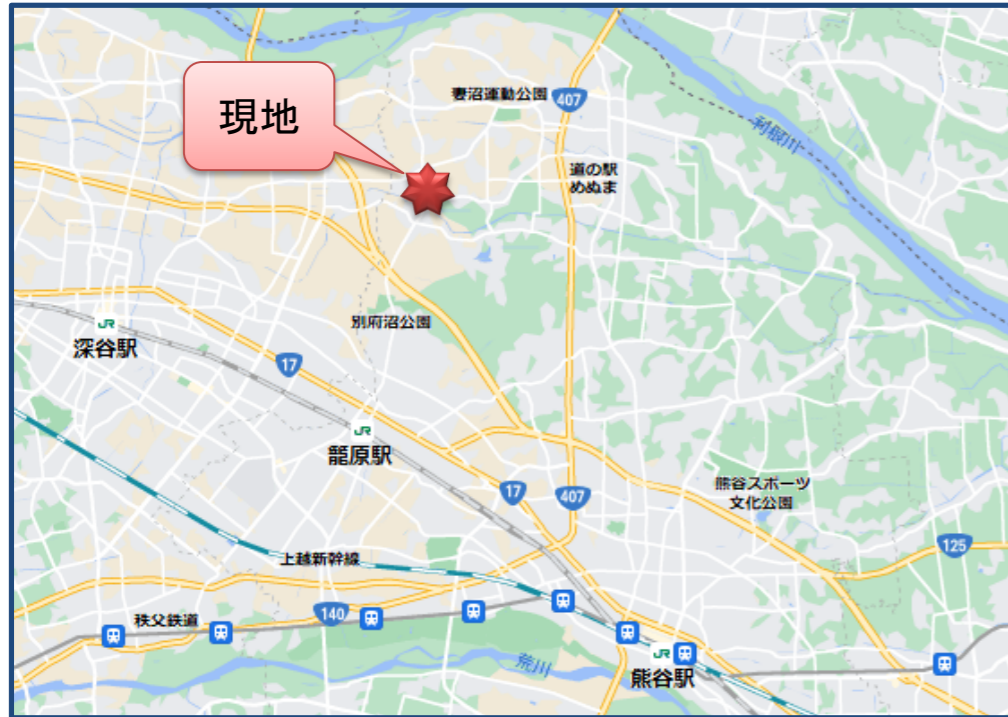 現地
妻沼運動公園
407
利根川
道の駅
めぬま
別府沼公園
JR
深谷駅
17
JR
籠原駅
17
407
熊谷スポーツ
文化公園
125
上越新幹線
140
秩父鉄道
荒川
JR
熊谷駅